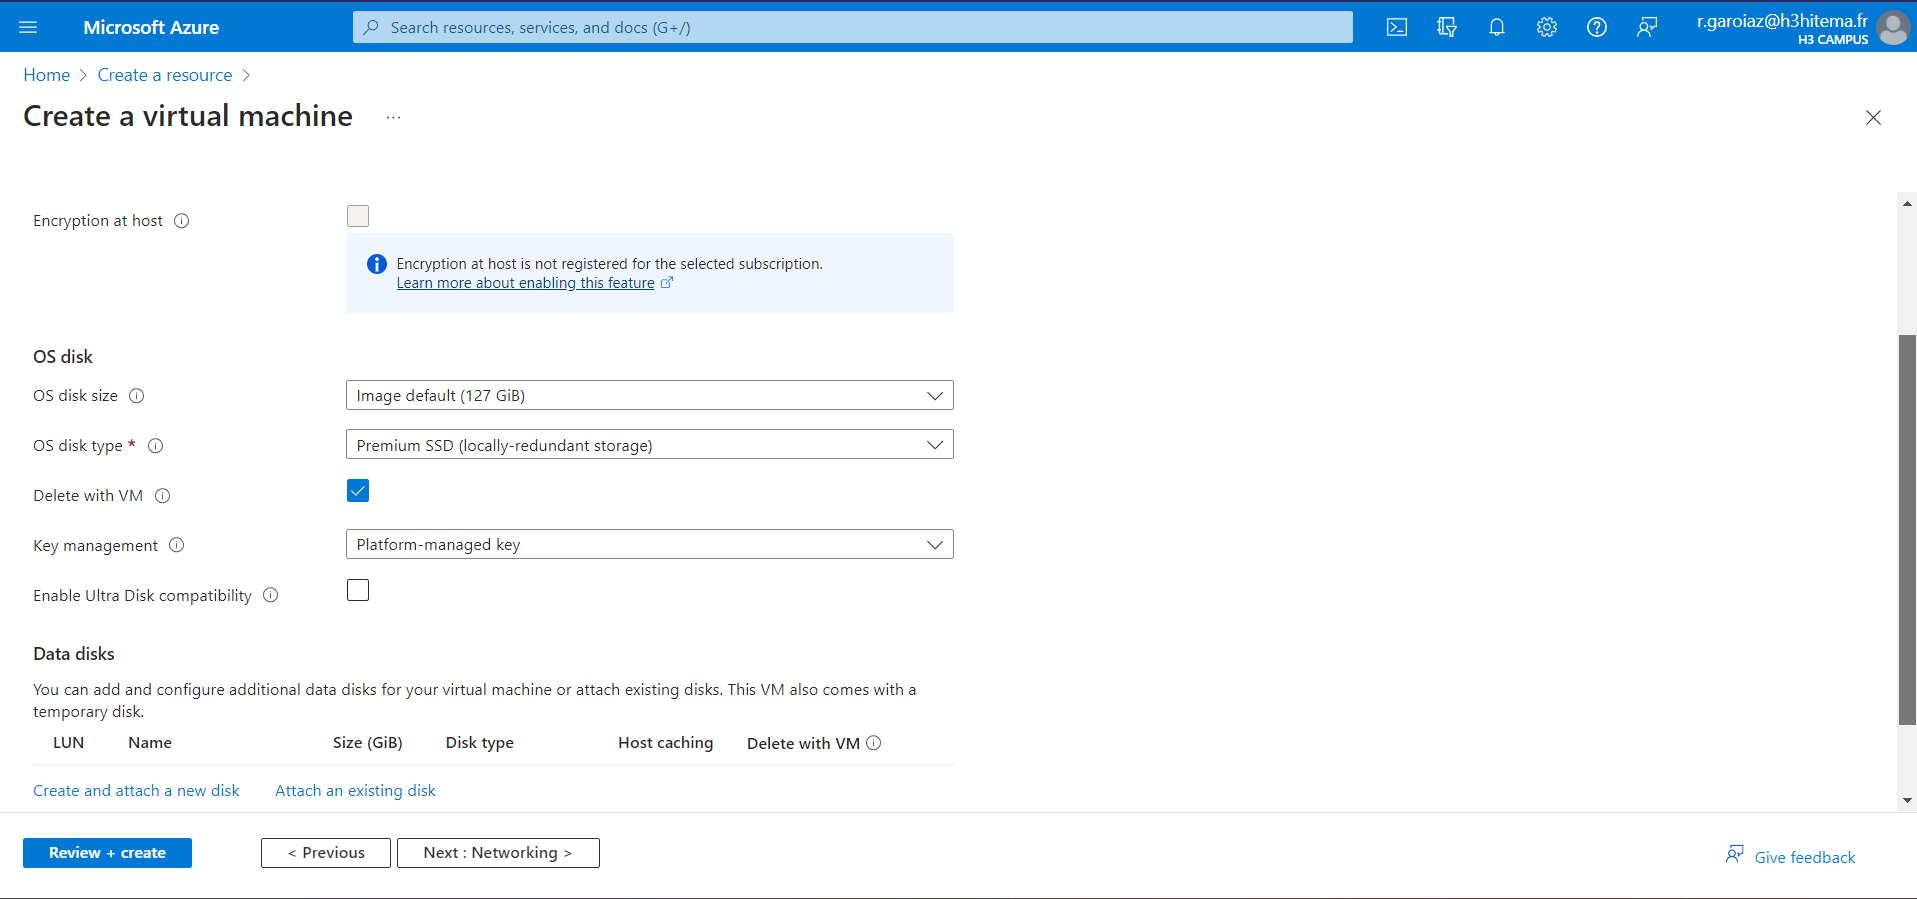 Microsoft Azure
Search resources, services, and docs (G+/)
r.garoiaz@h3hitema.fr
H3 CAMPUS
Home > Create a resource >
Create a virtual machine ...
Encryption at host
Encryption at host is not registered for the selected subscription.
Learn more about enabling this feature
OS disk
OS disk size
Image default (127 GiB)
OS disk type *
Premium SSD (locally-redundant storage)
Delete with VM
Key management
Platform-managed key
Enable Ultra Disk compatibility
Data disks
You can add and configure additional data disks for your virtual machine or attach existing disks. This VM also comes with a
temporary disk.
LUN Name Size (GiB) Disk type Host caching Delete with VM
Create and attach a new disk Attach an existing disk
Review + create < Previous Next : Networking > Give feedback